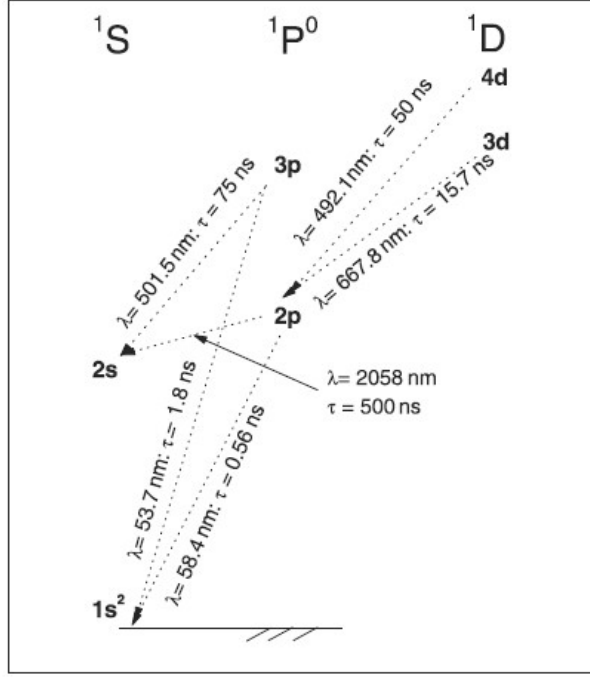 ¹S ¹P⁰ ¹D
4d
3d
3p
λ= 492.1nm: τ = 50 ns
λ= 667.8 nm: τ = 15.7 ns
λ= 501.5 nm: τ = 75 ns
2p
2s
λ= 2058 nm
τ = 500 ns
λ= 53.7 nm: τ = 1.8 ns
λ= 58.4 nm: τ = 0.56 ns
1s²